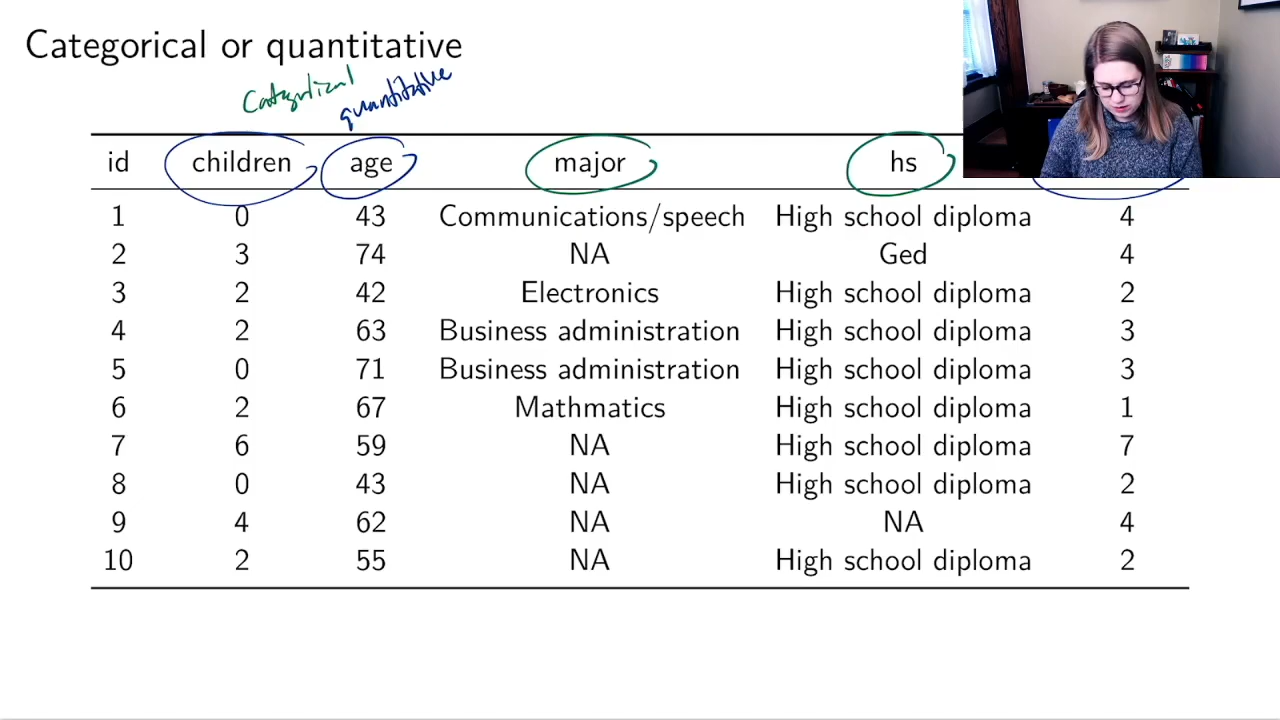 Categorical or quantitative
Categorical
quantitative
id children age major hs
1 0 43 Communications/speech High school diploma 4
2 3 74 NA Ged 4
3 2 42 Electronics High school diploma 2
4 2 63 Business administration High school diploma 3
5 0 71 Business administration High school diploma 3
6 2 67 Mathmatics High school diploma 1
7 6 59 NA High school diploma 7
8 0 43 NA High school diploma 2
9 4 62 NA NA 4
10 2 55 NA High school diploma 2